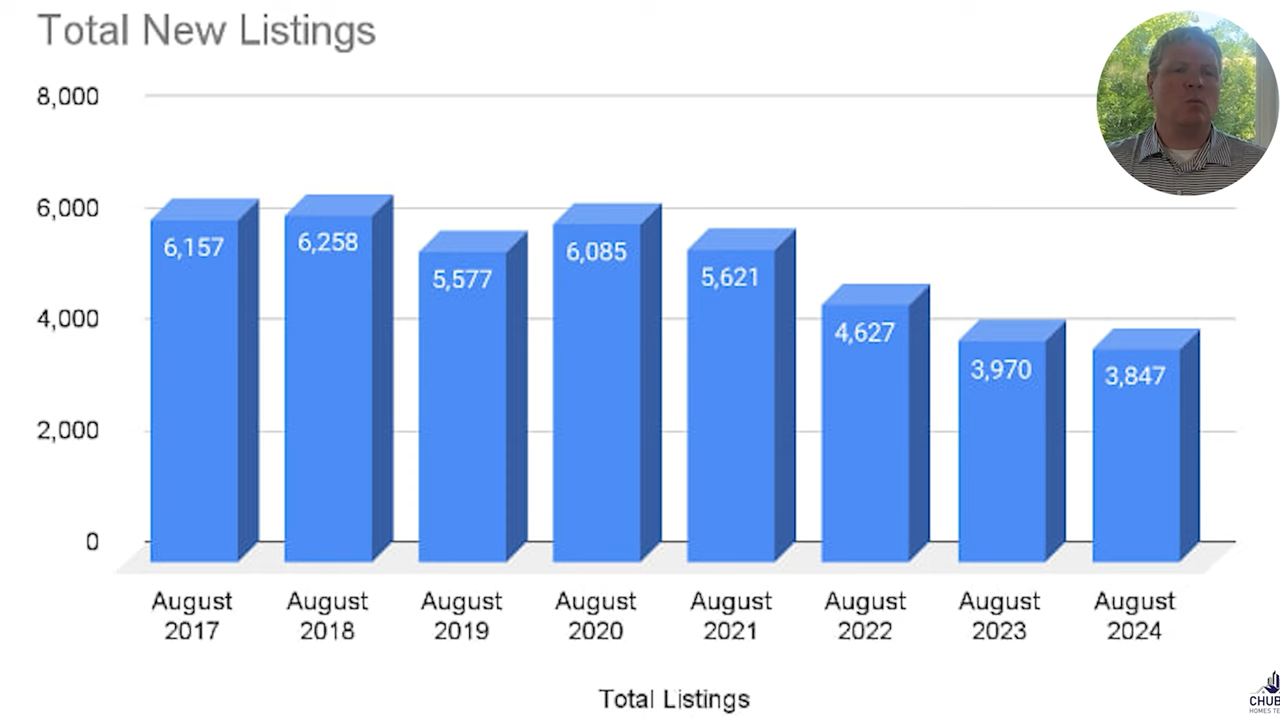 Total New Listings
8,000
6,000
4,000
2,000
0
6,157
6,258
5,577
6,085
5,621
4,627
3,970
3,847
August 2017
August 2018
August 2019
August 2020
August 2021
August 2022
August 2023
August 2024
Total Listings
HOMES